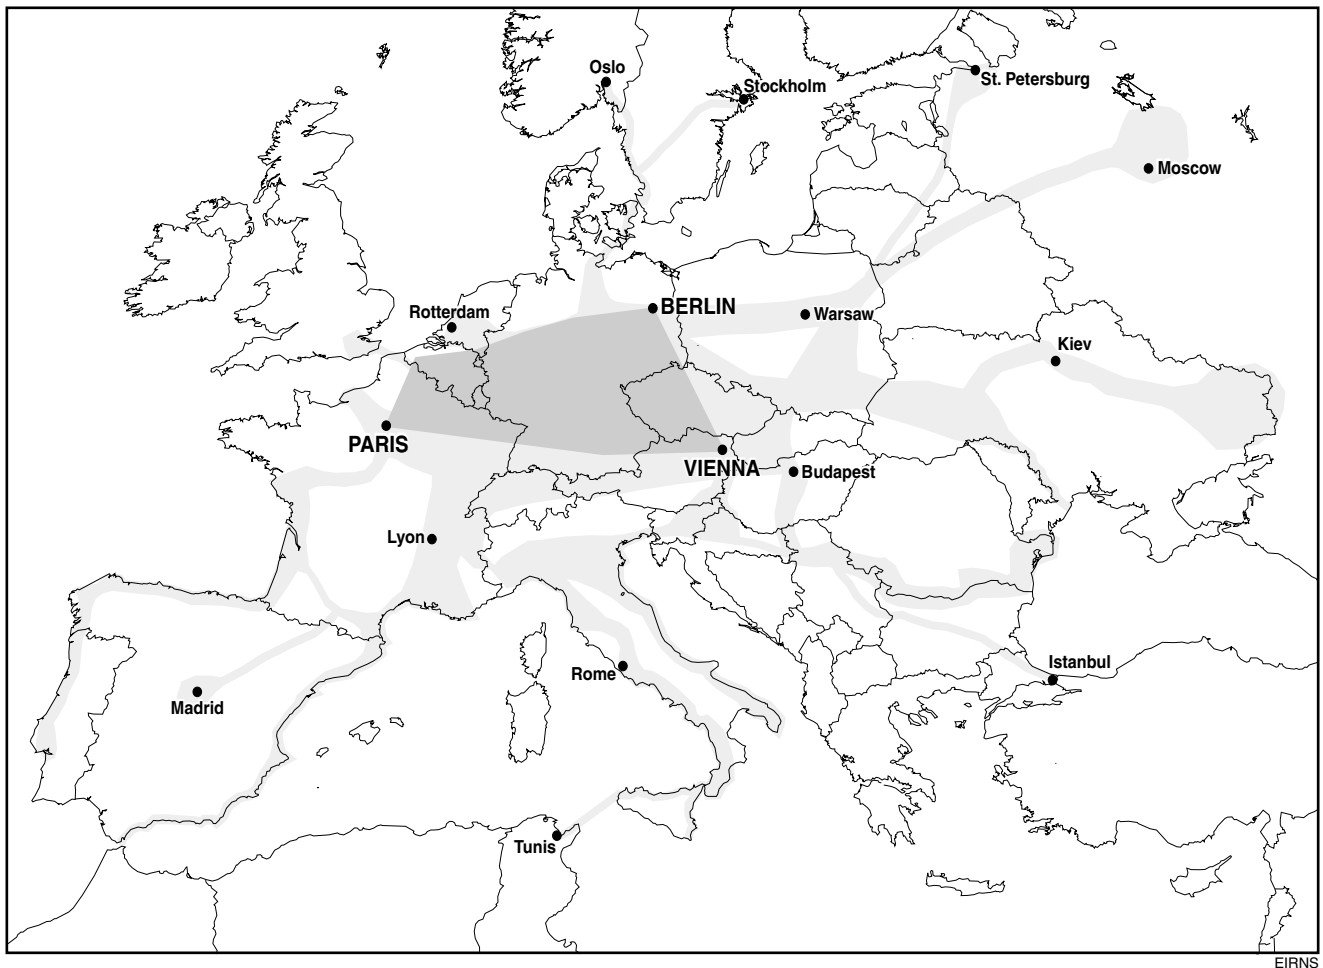 Oslo
Stockholm
St. Petersburg
Moscow
Rotterdam
BERLIN
Warsaw
Kiev
PARIS
VIENNA
Budapest
Lyon
Istanbul
Rome
Madrid
Tunis
EIRNS